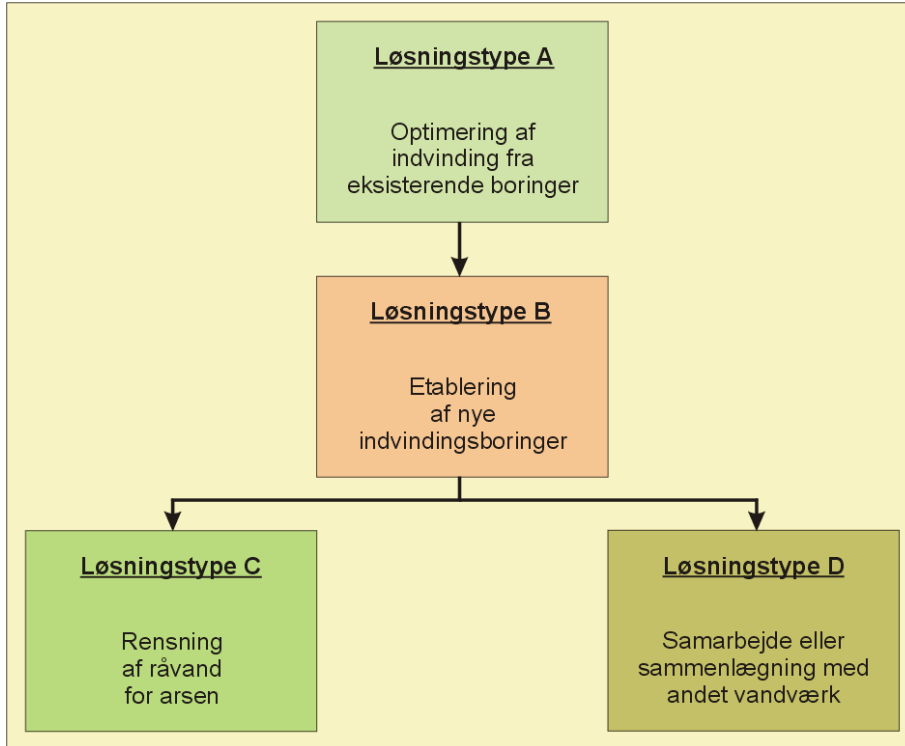 Løsningstype A
Optimering af
indvinding fra
eksisterende boringer
Løsningstype B
Etablering
af nye
indvindingsboringer
Løsningstype C
Rensning
af råvand
for arsen
Løsningstype D
Samarbejde eller
sammenlægning med
andet vandværk